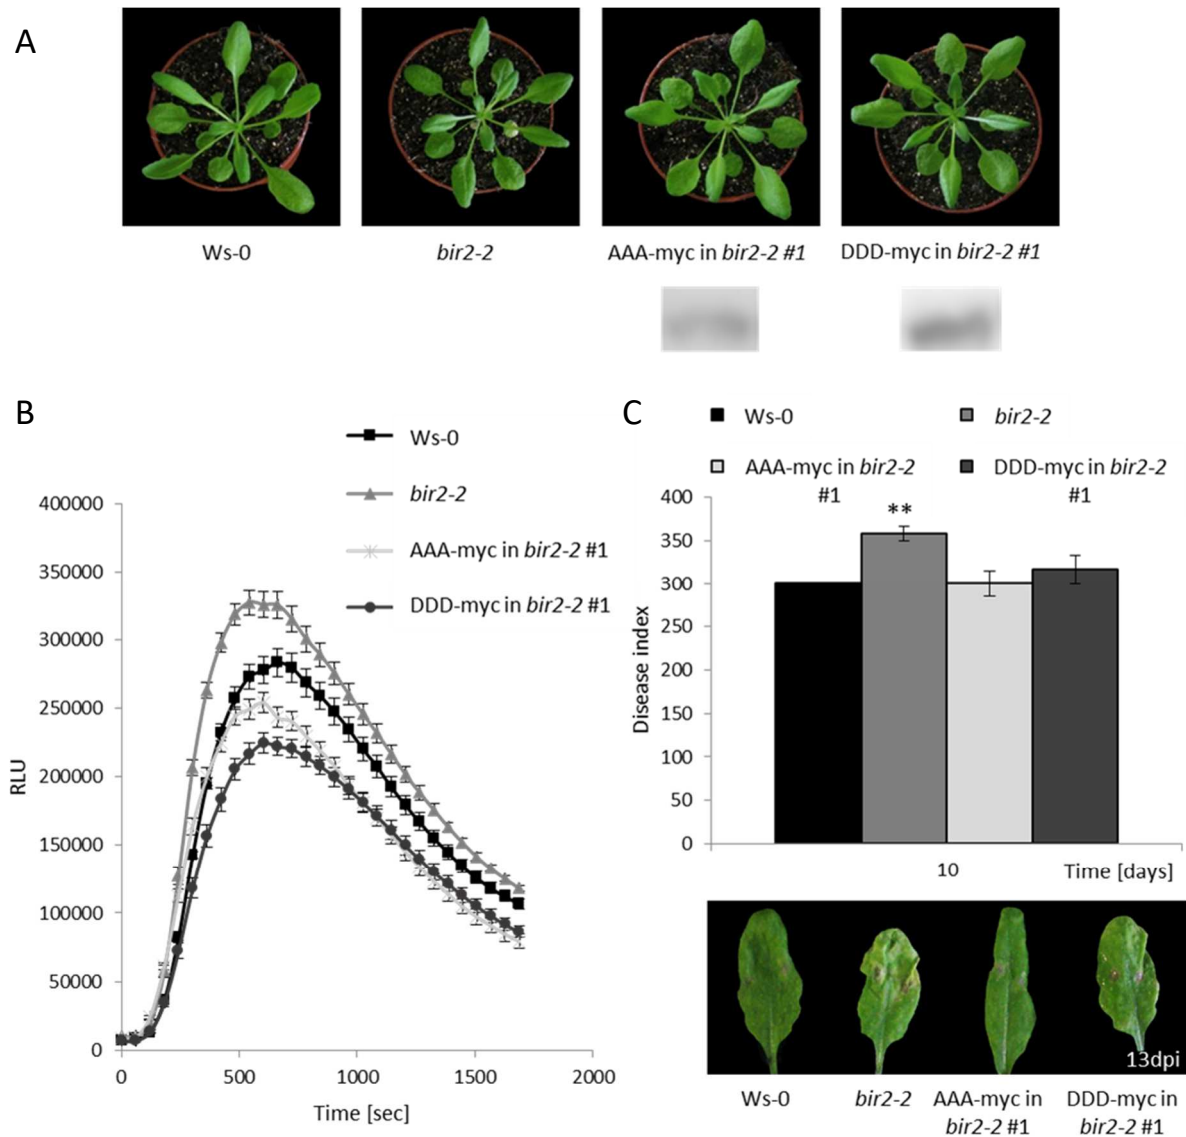 A
Ws-0
bir2-2
AAA-myc in bir2-2 #1
DDD-myc in bir2-2 #1
B
Ws-0
bir2-2
AAA-myc in bir2-2 #1
DDD-myc in bir2-2 #1
400000
350000
300000
250000
200000
150000
100000
50000
0
RLU
0
500
1000
1500
2000
Time [sec]
C
Ws-0
bir2-2
AAA-myc in bir2-2
#1
DDD-myc in bir2-2
#1
400
350
300
250
200
150
100
50
0
Disease index
**
10
Time [days]
13dpi
Ws-0
bir2-2
AAA-myc in
bir2-2 #1
DDD-myc in
bir2-2 #1